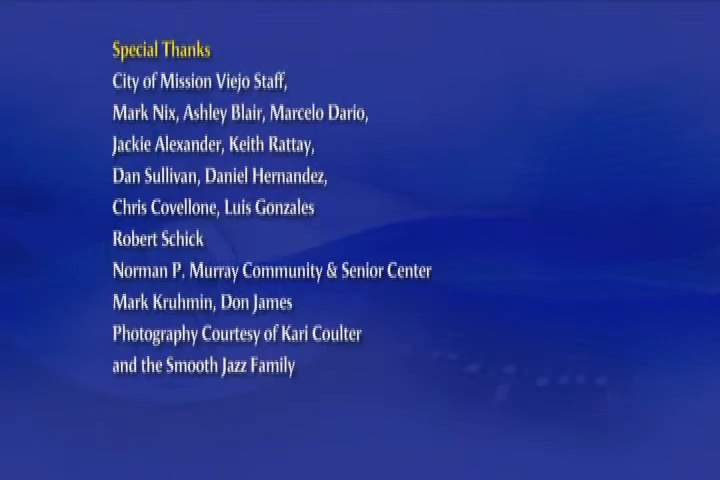 Special Thanks
City of Mission Viejo Staff,
Mark Nix, Ashley Blair, Marcelo Dario,
Jackie Alexander, Keith Rattay,
Dan Sullivan, Daniel Hernandez,
Chris Covellone, Luis Gonzales
Robert Schick
Norman P. Murray Community & Senior Center
Mark Kruhmin, Don James
Photography Courtesy of Kari Coulter
and the Smooth Jazz Family